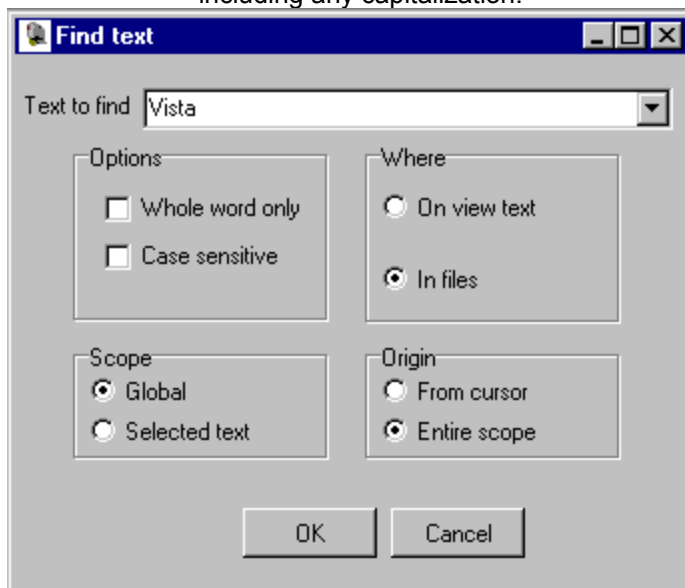 including any capitalization.
Find text
Text to find Vista
Options
Whole word only
Case sensitive
Where
On view text
In files
Scope
Global
Selected text
Origin
From cursor
Entire scope
OK Cancel